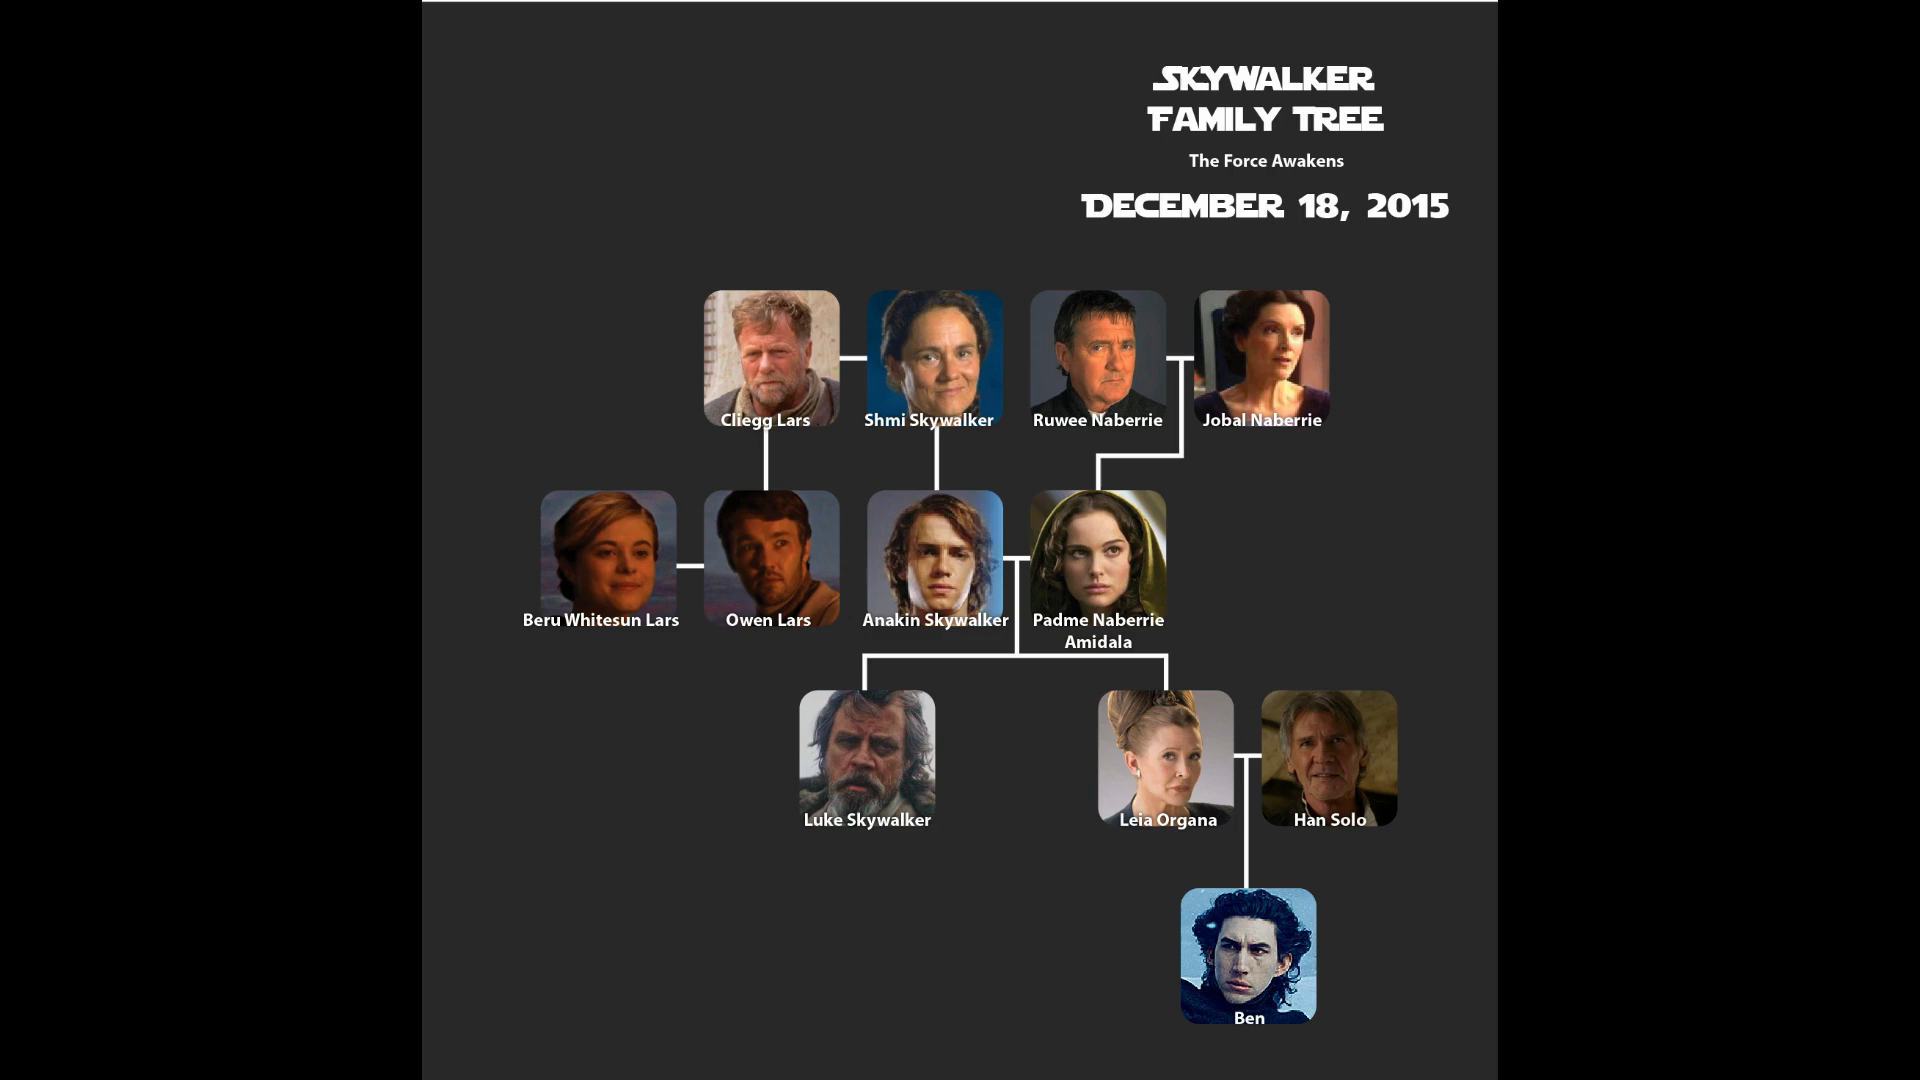 SKYWALKER
FAMILY TREE
The Force Awakens
DECEMBER 18, 2015
Cliegg Lars
Shmi Skywalker
Ruwee Naberrie
Jobal Naberrie
Beru Whitesun Lars
Owen Lars
Anakin Skywalker
Padme Naberrie
Amidala
Luke Skywalker
Leia Organa
Han Solo
Ben